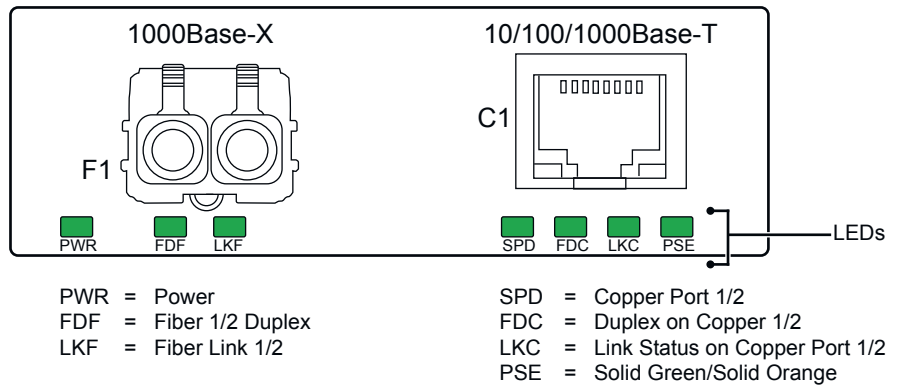 1000Base-X
10/100/1000Base-T
F1
C1
PWR
FDF
LKF
SPD
FDC
LKC
PSE
LEDs
PWR = Power
FDF = Fiber 1/2 Duplex
LKF = Fiber Link 1/2
SPD = Copper Port 1/2
FDC = Duplex on Copper 1/2
LKC = Link Status on Copper Port 1/2
PSE = Solid Green/Solid Orange